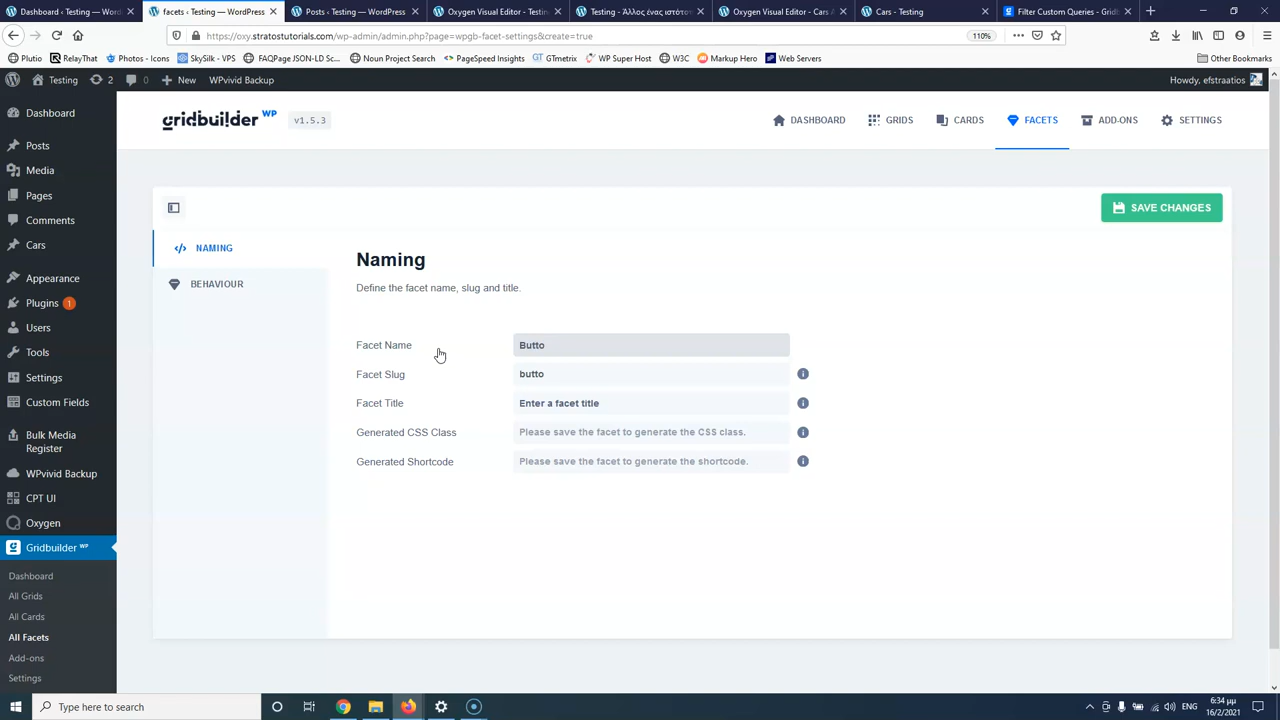 Dashboard ‹ Testing — WordPr
facets ‹ Testing — WordPress
Posts ‹ Testing — WordPress
Oxygen Visual Editor - Testing
Testing - Άλλος ένας ιστότοπο
Oxygen Visual Editor - Cars A
Cars - Testing
Filter Custom Queries - Grid
https://oxy.stratostutorials.com/wp-admin/admin.php?page=wpgb-facet-settings&create=true
110%
Plutio
RelayThat
Photos - Icons
SkySilk - VPS
FAQPage JSON-LD Sc...
Noun Project Search
PageSpeed Insights
GTmetrix
WP Super Host
W3C
Markup Hero
Web Servers
Other Bookmarks
Testing
2
0
New
WPvivid Backup
Howdy, efstraatios
Dashboard
Posts
Media
Pages
Comments
Cars
Appearance
Plugins 1
Users
Tools
Settings
Custom Fields
Bulk Media
Register
WPvivid Backup
CPT UI
Oxygen
Gridbuilder WP
Dashboard
All Grids
All Cards
All Facets
Add-ons
Settings
gridbuilder WP
v1.5.3
DASHBOARD
GRIDS
CARDS
FACETS
ADD-ONS
SETTINGS
SAVE CHANGES
NAMING
BEHAVIOUR
Naming
Define the facet name, slug and title.
Facet Name
Butto
Facet Slug
butto
Facet Title
Enter a facet title
Generated CSS Class
Please save the facet to generate the CSS class.
Generated Shortcode
Please save the facet to generate the shortcode.
Type here to search
6:34 μμ
16/2/2021